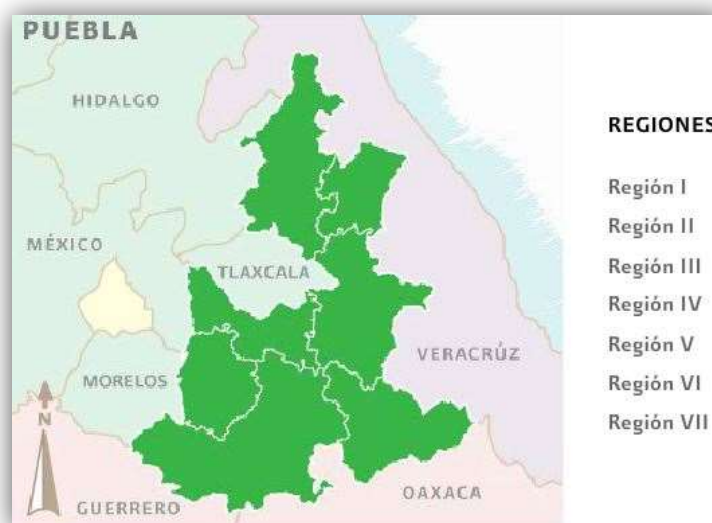 PUEBLA
HIDALGO
MÉXICO
TLAXCALA
MORELOS
VERACRÚZ
N
GUERRERO
OAXACA
REGIONES
Región I
Región II
Región III
Región IV
Región V
Región VI
Región VII